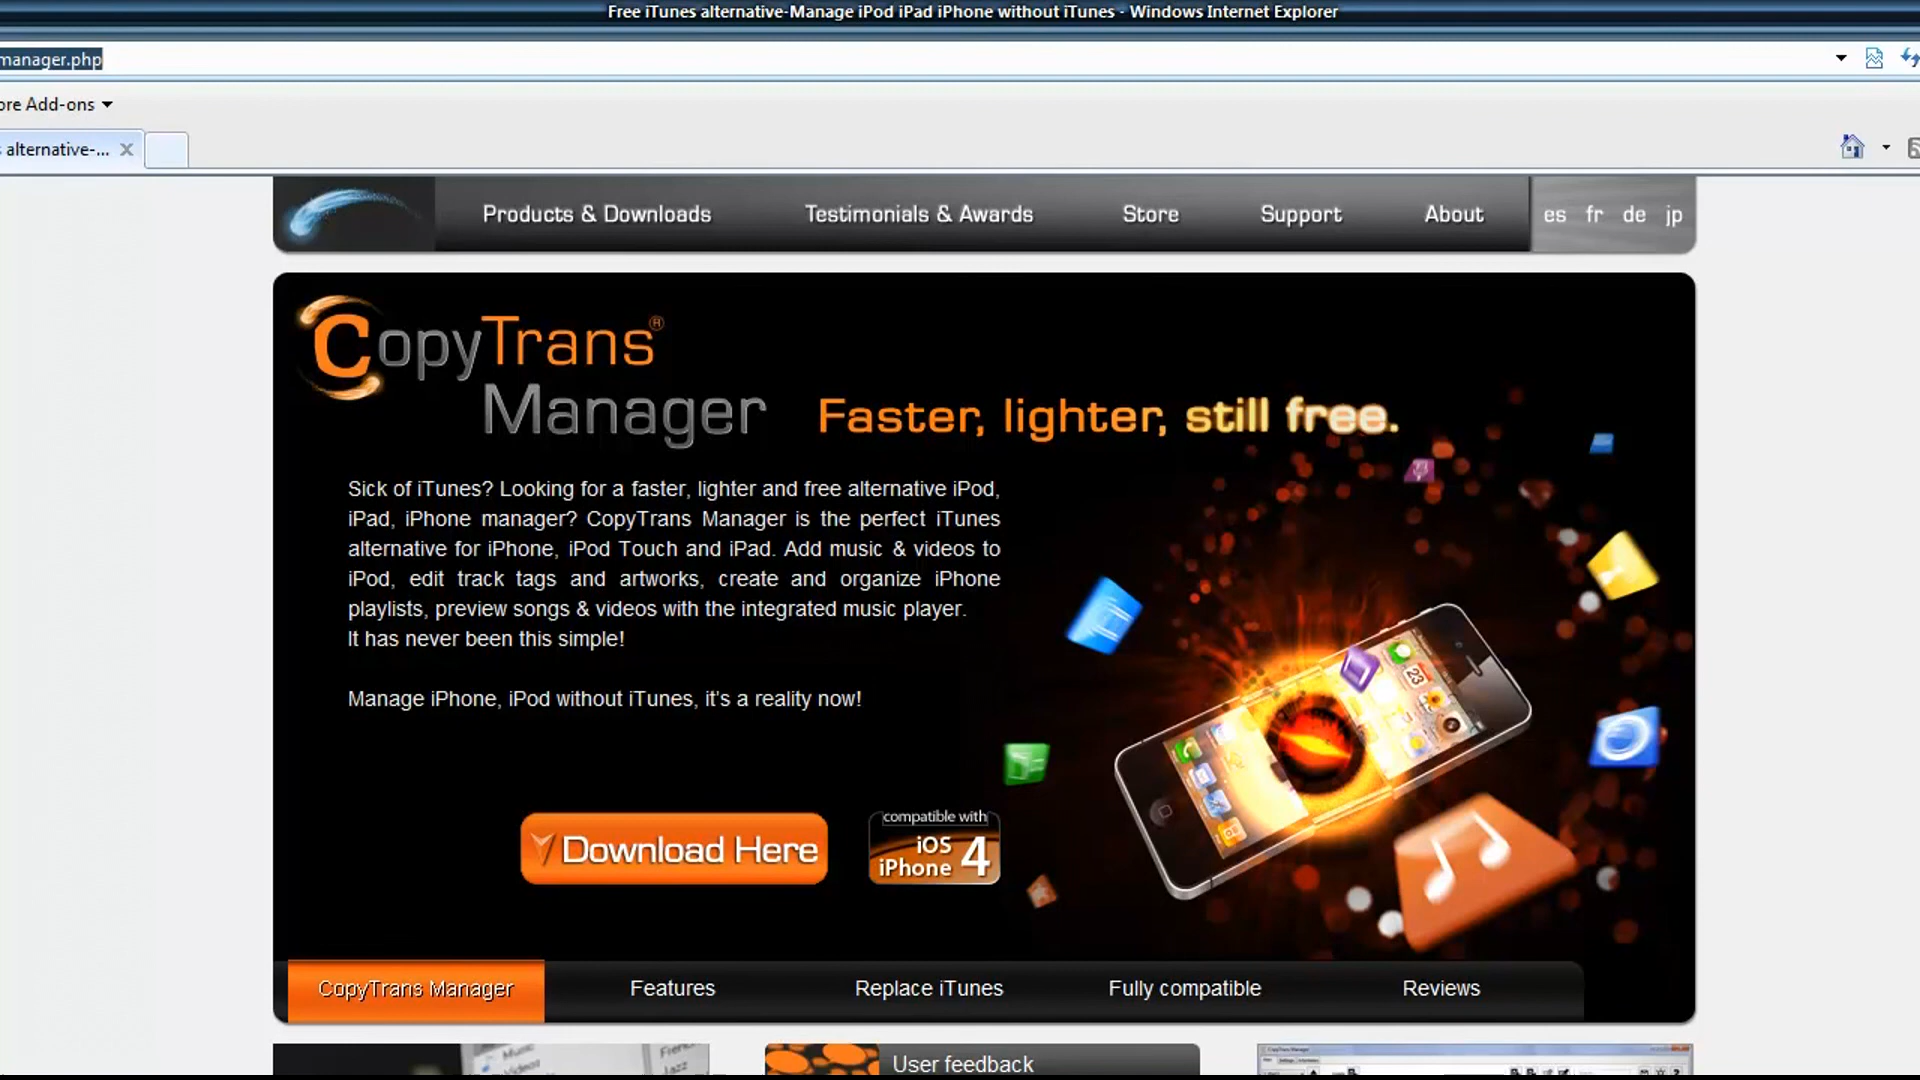 Free iTunes alternative-Manage iPod iPad iPhone without iTunes - Windows Internet Explorer
manager.php
ore Add-ons
alternative-...
Products & Downloads
Testimonials & Awards
Store
Support
About
es fr de jp
CopyTrans®
Manager
Faster, lighter, still free.
Sick of iTunes? Looking for a faster, lighter and free alternative iPod,
iPad, iPhone manager? CopyTrans Manager is the perfect iTunes
alternative for iPhone, iPod Touch and iPad. Add music & videos to
iPod, edit track tags and artworks, create and organize iPhone
playlists, preview songs & videos with the integrated music player.
It has never been this simple!
Manage iPhone, iPod without iTunes, it's a reality now!
Download Here
compatible with
iOS
iPhone 4
23
CopyTrans Manager
Features
Replace iTunes
Fully compatible
Reviews
Music
Videos
French
Jazz
User feedback